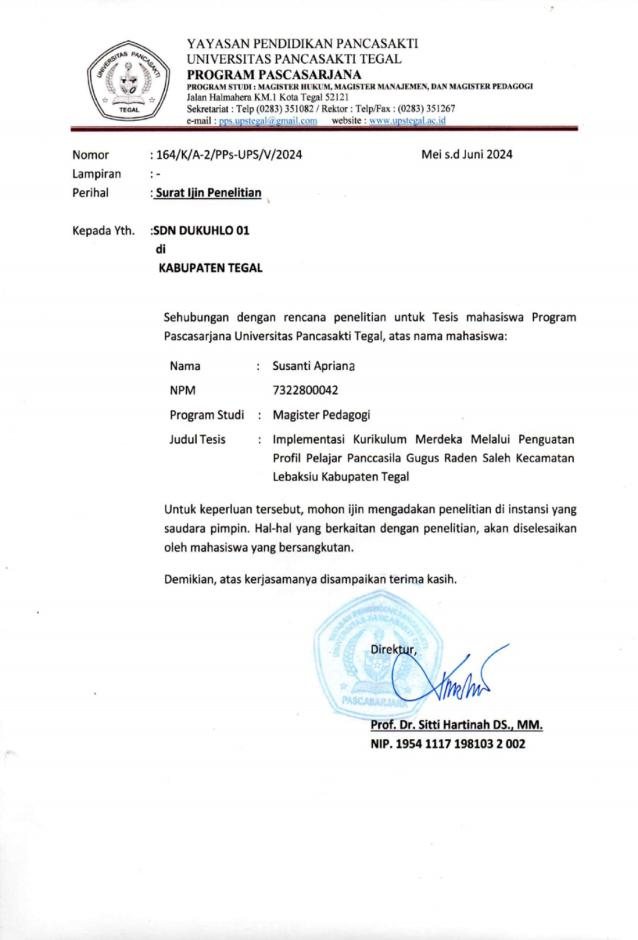 UNIVERSITAS PANCASAKTI
TEGAL
YAYASAN PENDIDIKAN PANCASAKTI
UNIVERSITAS PANCASAKTI TEGAL
PROGRAM PASCASARJANA
PROGRAM STUDI : MAGISTER HUKUM, MAGISTER MANAJEMEN, DAN MAGISTER PEDAGOGI
Jalan Halmahera KM.1 Kota Tegal 52121
Sekretariat : Telp (0283) 351082 / Rektor : Telp/Fax : (0283) 351267
e-mail : pps.upstegal@gmail.com website : www.upstegal.ac.id
Nomor : 164/K/A-2/PPs-UPS/V/2024 Mei s.d Juni 2024
Lampiran : -
Perihal : Surat Ijin Penelitian
Kepada Yth. :SDN DUKUHLO 01
di
KABUPATEN TEGAL
Sehubungan dengan rencana penelitian untuk Tesis mahasiswa Program
Pascasarjana Universitas Pancasakti Tegal, atas nama mahasiswa:
Nama : Susanti Apriana
NPM 7322800042
Program Studi : Magister Pedagogi
Judul Tesis : Implementasi Kurikulum Merdeka Melalui Penguatan
Profil Pelajar Panccasila Gugus Raden Saleh Kecamatan
Lebaksiu Kabupaten Tegal
Untuk keperluan tersebut, mohon ijin mengadakan penelitian di instansi yang
saudara pimpin. Hal-hal yang berkaitan dengan penelitian, akan diselesaikan
oleh mahasiswa yang bersangkutan.
Demikian, atas kerjasamanya disampaikan terima kasih.
YAYASAN PENDIDIKAN PANCASAKTI
UNIVERSITAS PANCASAKTI TEGAL
PASCASARJANA
Direktur,
Prof. Dr. Sitti Hartinah DS., MM.
NIP. 1954 1117 198103 2 002